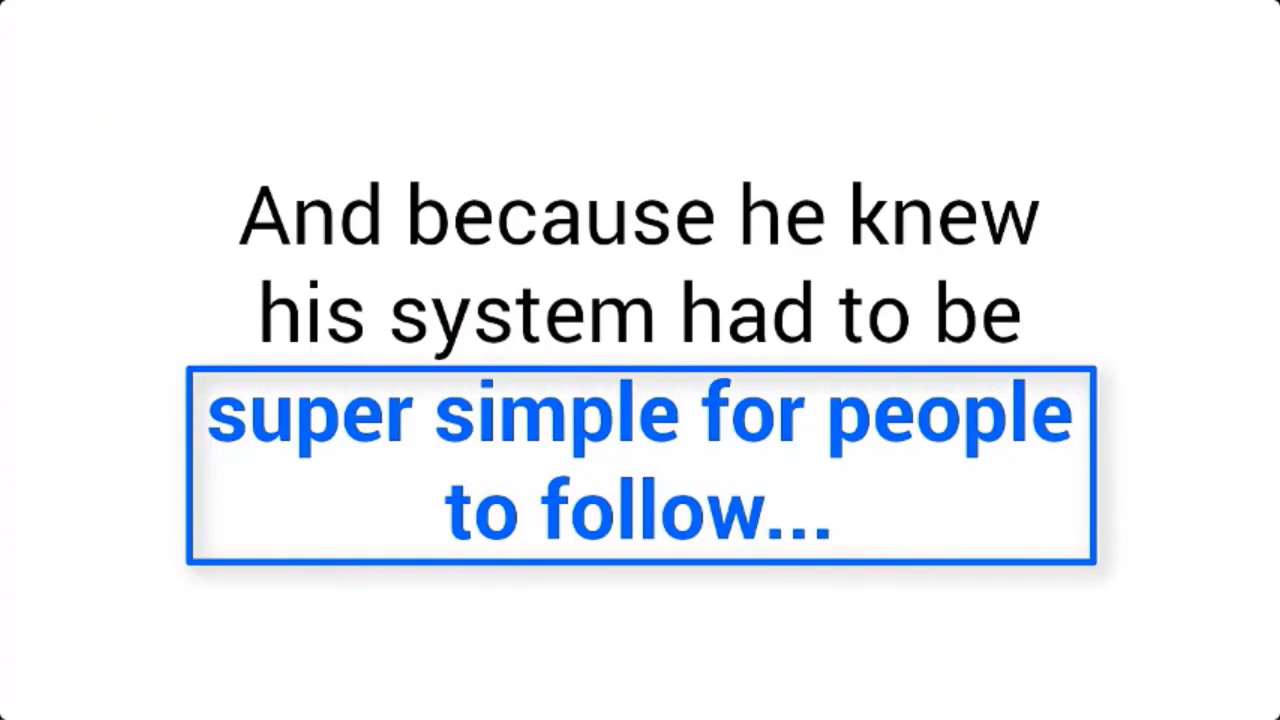 And because he knew
his system had to be
super simple for people
to follow...